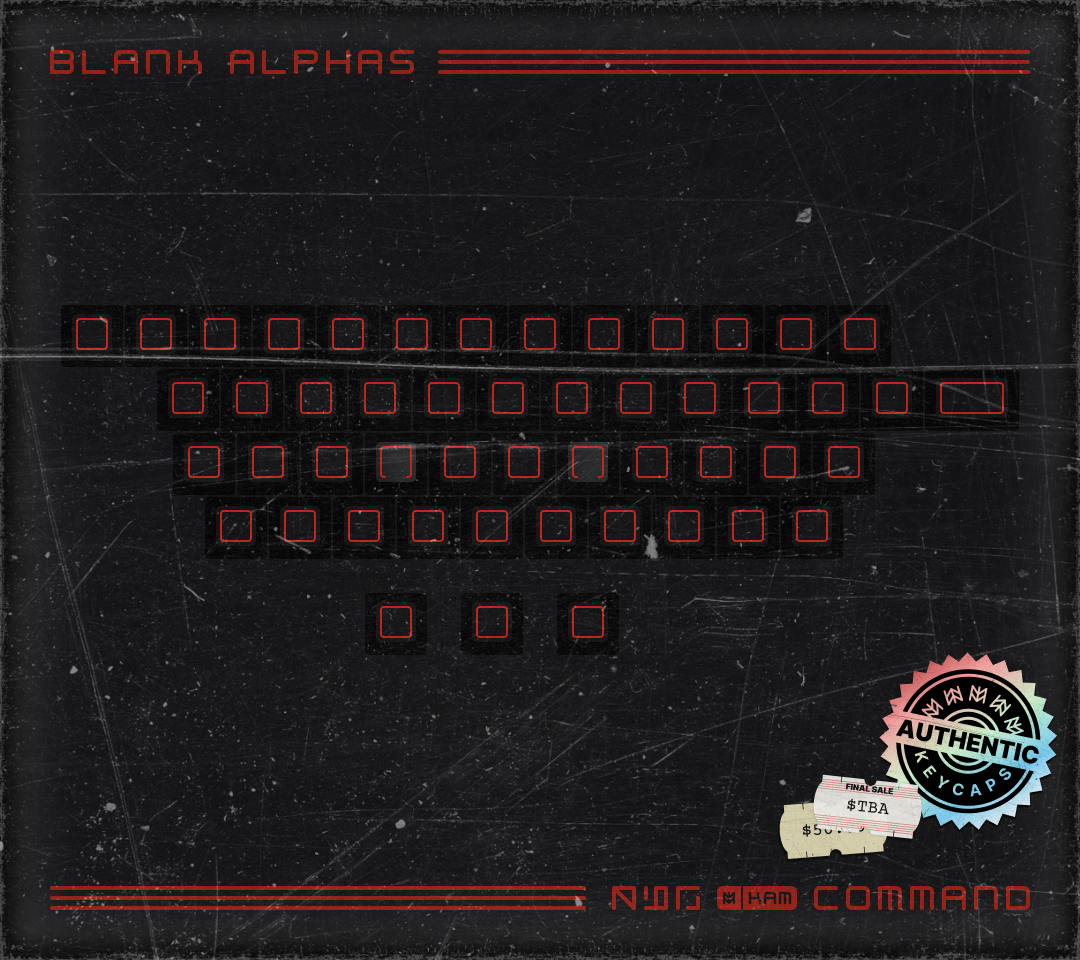 BLANK ALPHAS
AUTHENTIC
KEYCAPS
FINAL SALE
$TBA
COMMAND